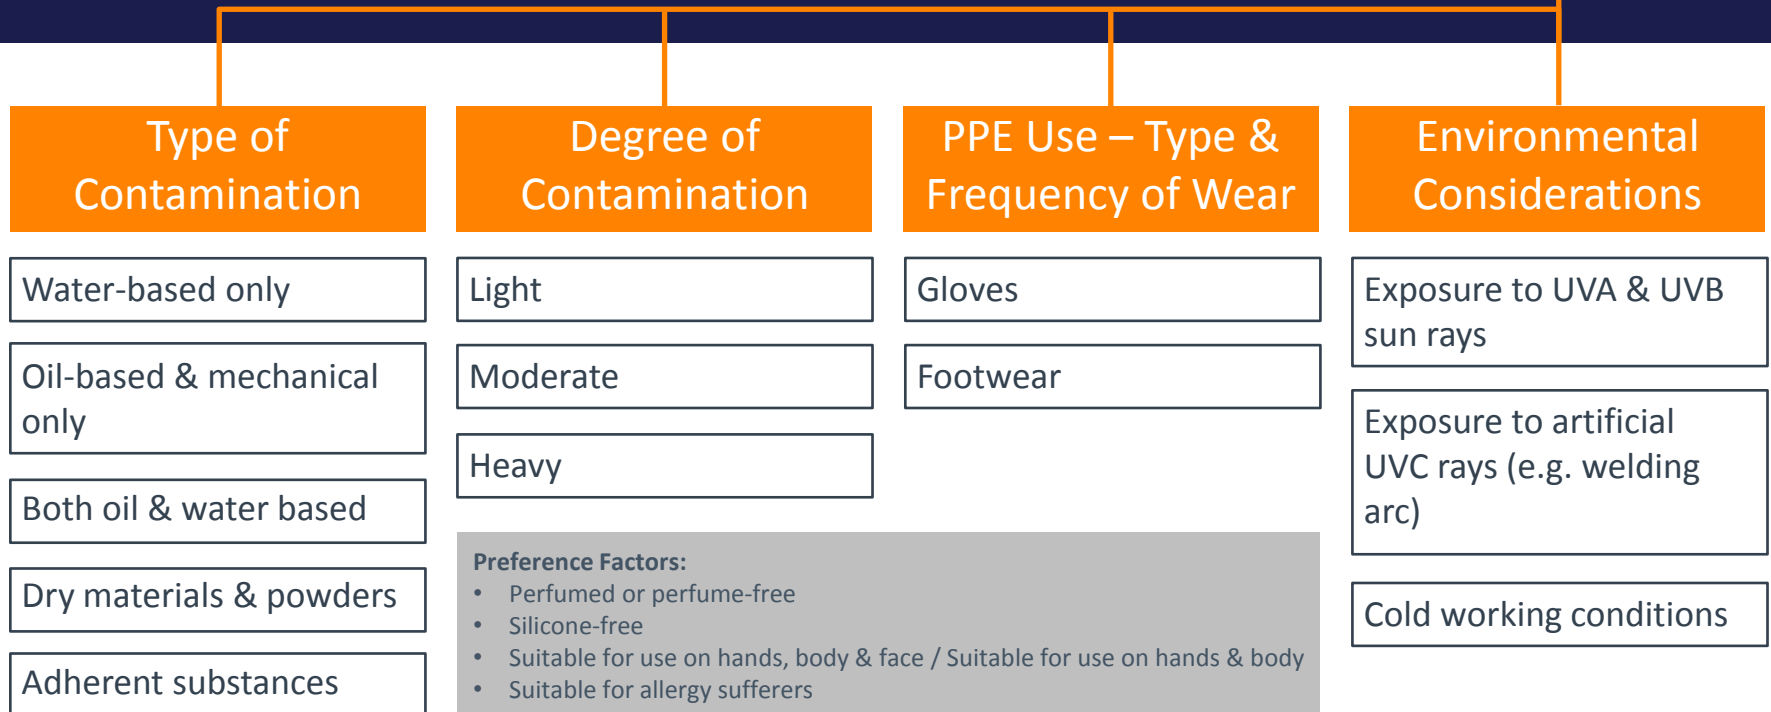 Type of
Contamination
Water-based only
Oil-based & mechanical
only
Both oil & water based
Dry materials & powders
Adherent substances
Degree of
Contamination
Light
Moderate
Heavy
PPE Use – Type &
Frequency of Wear
Gloves
Footwear
Environmental
Considerations
Exposure to UVA & UVB
sun rays
Exposure to artificial
UVC rays (e.g. welding
arc)
Cold working conditions
Preference Factors:
• Perfumed or perfume-free
• Silicone-free
• Suitable for use on hands, body & face / Suitable for use on hands & body
• Suitable for allergy sufferers